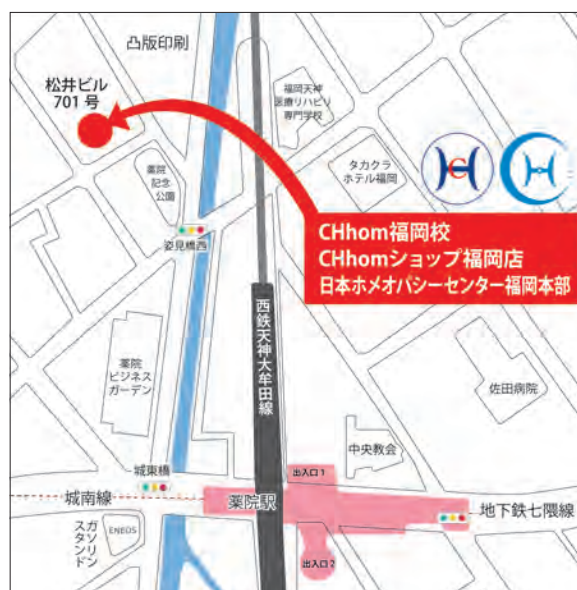 凸版印刷
松井ビル
701 号
福岡天神
医療リハビリ
専門学校
タカクラ
ホテル福岡
薬院
記念
公園
姿見橋西
CHhom福岡校
CHhomショップ福岡店
日本ホメオパシーセンター福岡本部
西鉄天神大牟田線
薬院
ビジネス
ガーデン
佐田病院
中央教会
城東橋
出入口 1
城南線
薬院駅
地下鉄七隈線
ガソリン
スタンド
ENEOS
出入口 2